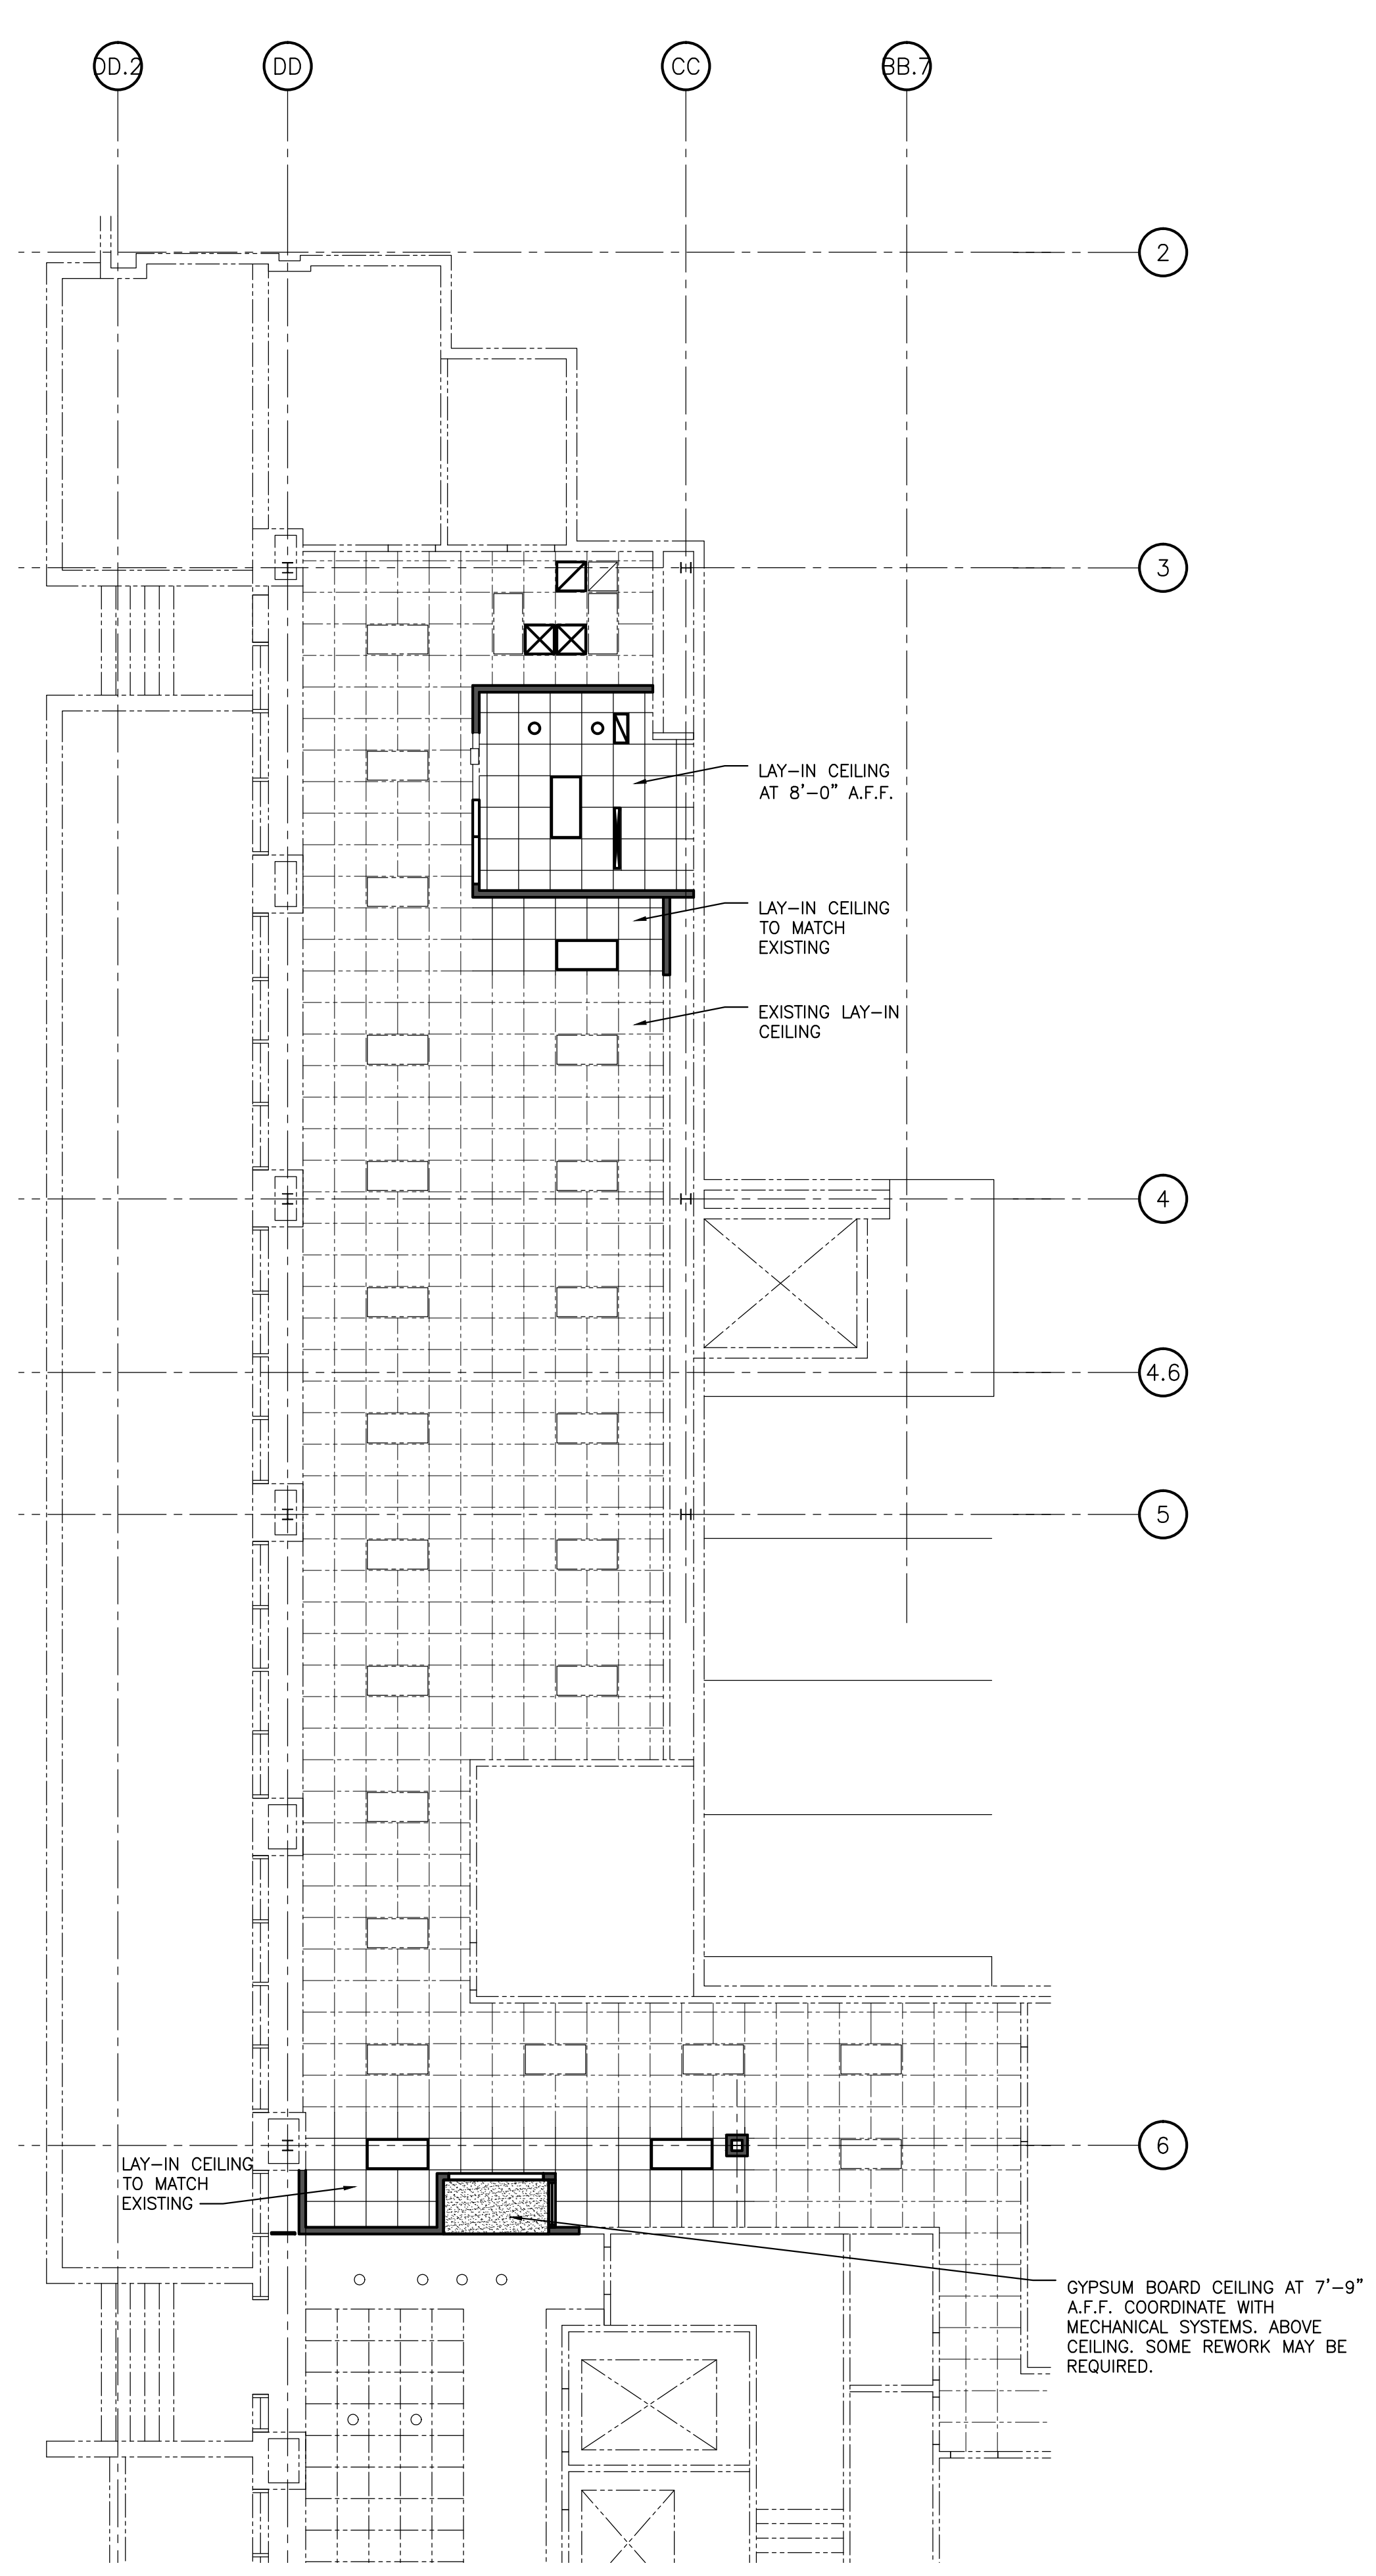 DD.2
DD
CC
BB.7
2
3
LAY-IN CEILING
AT 8'-0" A.F.F.
LAY-IN CEILING
TO MATCH
EXISTING
EXISTING LAY-IN
CEILING
4
4.6
5
6
LAY-IN CEILING
TO MATCH
EXISTING
GYPSUM BOARD CEILING AT 7'-9"
A.F.F. COORDINATE WITH
MECHANICAL SYSTEMS. ABOVE
CEILING. SOME REWORK MAY BE
REQUIRED.